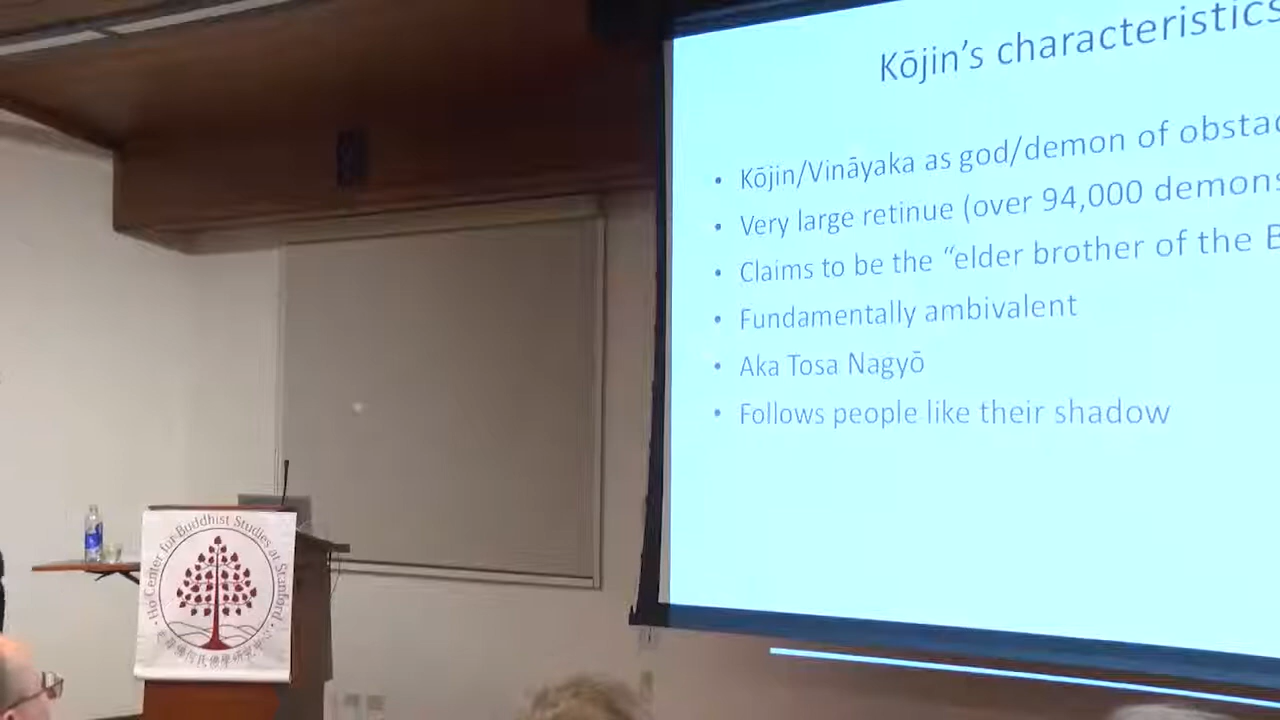 Kōjin's characteristics
• Kōjin/Vināyaka as god/demon of
• Very large retinue (over 94,000 demons
• Claims to be the “elder brother of the
• Fundamentally ambivalent
• Aka Tosa Nagyō
• Follows people like their shadow
Ho Center for Buddhist Studies at Stanford